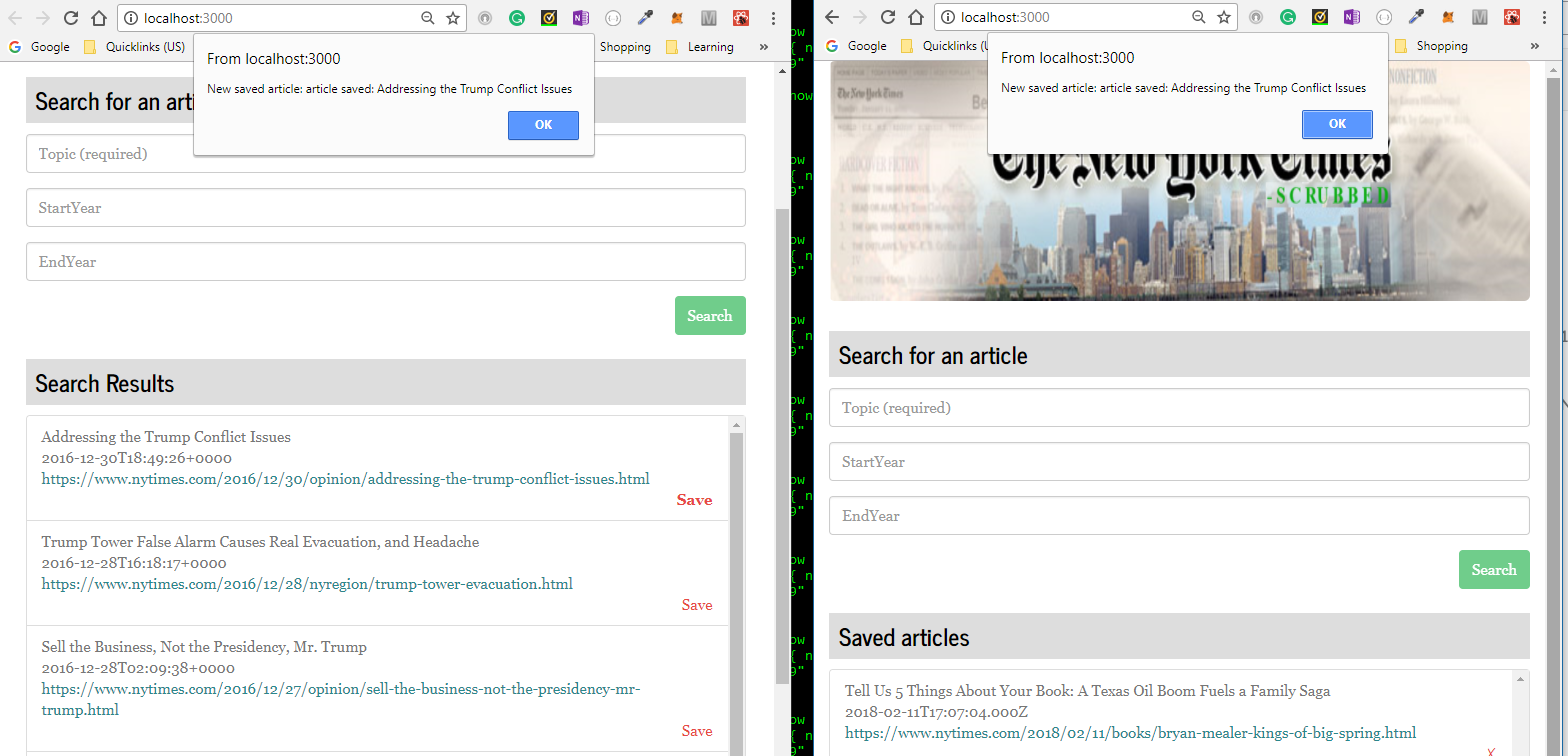 localhost:3000
Google
Quicklinks (US)
Shopping
Learning
»
From localhost:3000
New saved article: article saved: Addressing the Trump Conflict Issues
OK
Search for an arti
Topic (required)
StartYear
EndYear
Search
Search Results
Addressing the Trump Conflict Issues
2016-12-30T18:49:26+0000
https://www.nytimes.com/2016/12/30/opinion/addressing-the-trump-conflict-issues.html
Save
Trump Tower False Alarm Causes Real Evacuation, and Headache
2016-12-28T16:18:17+0000
https://www.nytimes.com/2016/12/28/nyregion/trump-tower-evacuation.html
Save
Sell the Business, Not the Presidency, Mr. Trump
2016-12-28T02:09:38+0000
https://www.nytimes.com/2016/12/27/opinion/sell-the-business-not-the-presidency-mr-
trump.html
Save
localhost:3000
Google
Quicklinks (U
Shopping
»
From localhost:3000
New saved article: article saved: Addressing the Trump Conflict Issues
OK
The New York Times
Be
NONFICTION
HARDCOVER FICTION
The New York Times
-SCRUBBED
Search for an article
Topic (required)
StartYear
EndYear
Search
Saved articles
Tell Us 5 Things About Your Book: A Texas Oil Boom Fuels a Family Saga
2018-02-11T17:07:04.000Z
https://www.nytimes.com/2018/02/11/books/bryan-mealer-kings-of-big-spring.html
X